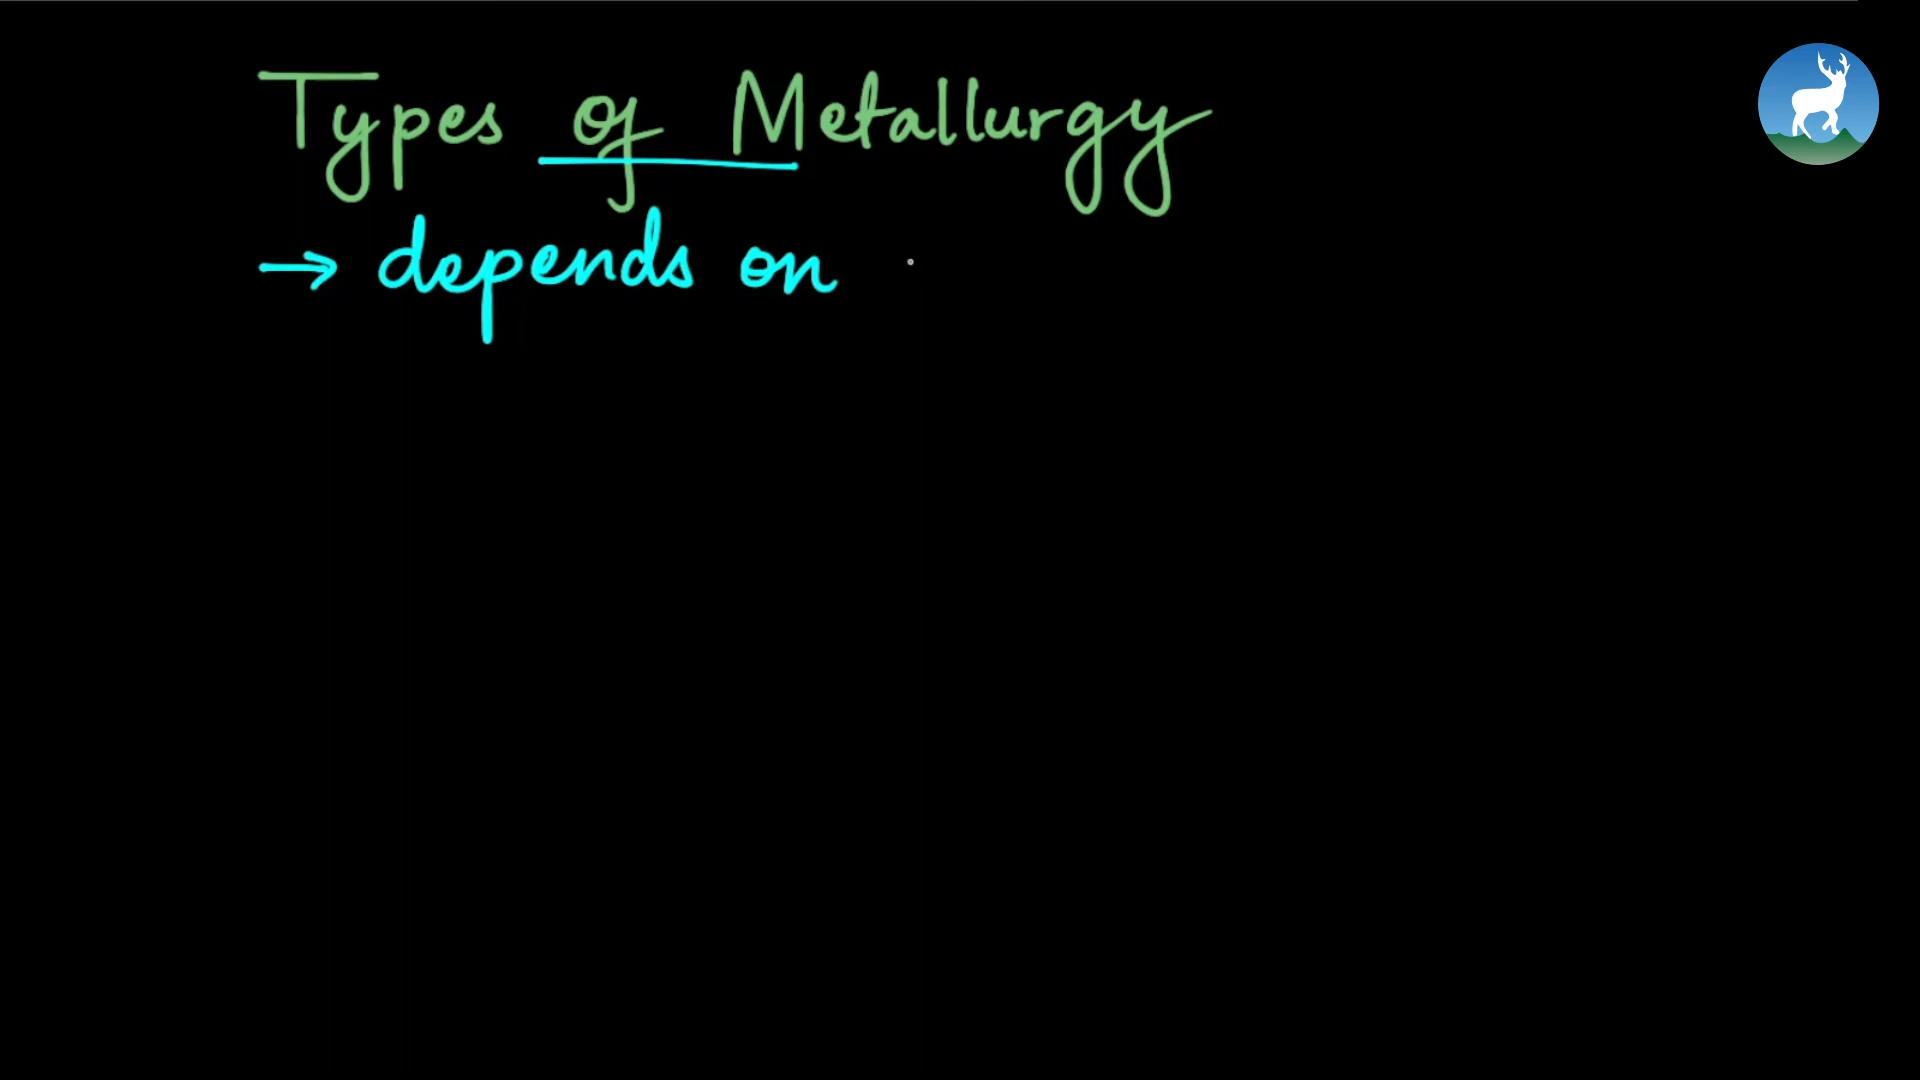 Types of Metallurgy
→ depends on